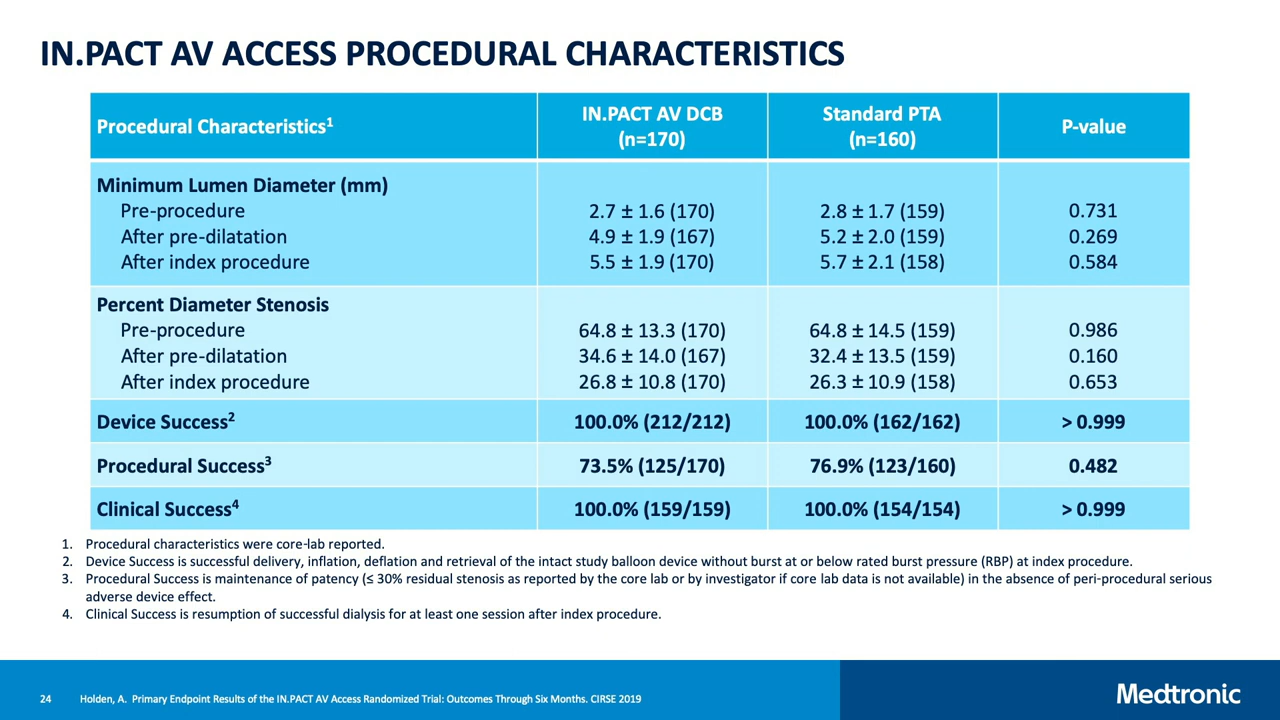 IN.PACT AV ACCESS PROCEDURAL CHARACTERISTICS
Procedural Characteristics1 IN.PACT AV DCB (n=170) Standard PTA (n=160) P-value
Minimum Lumen Diameter (mm)
Pre-procedure 2.7 ± 1.6 (170) 2.8 ± 1.7 (159) 0.731
After pre-dilatation 4.9 ± 1.9 (167) 5.2 ± 2.0 (159) 0.269
After index procedure 5.5 ± 1.9 (170) 5.7 ± 2.1 (158) 0.584
Percent Diameter Stenosis
Pre-procedure 64.8 ± 13.3 (170) 64.8 ± 14.5 (159) 0.986
After pre-dilatation 34.6 ± 14.0 (167) 32.4 ± 13.5 (159) 0.160
After index procedure 26.8 ± 10.8 (170) 26.3 ± 10.9 (158) 0.653
Device Success2 100.0% (212/212) 100.0% (162/162) > 0.999
Procedural Success3 73.5% (125/170) 76.9% (123/160) 0.482
Clinical Success4 100.0% (159/159) 100.0% (154/154) > 0.999
1. Procedural characteristics were core-lab reported.
2. Device Success is successful delivery, inflation, deflation and retrieval of the intact study balloon device without burst at or below rated burst pressure (RBP) at index procedure.
3. Procedural Success is maintenance of patency (≤ 30% residual stenosis as reported by the core lab or by investigator if core lab data is not available) in the absence of peri-procedural serious
adverse device effect.
4. Clinical Success is resumption of successful dialysis for at least one session after index procedure.
24 Holden, A. Primary Endpoint Results of the IN.PACT AV Access Randomized Trial: Outcomes Through Six Months. CIRSE 2019
Medtronic